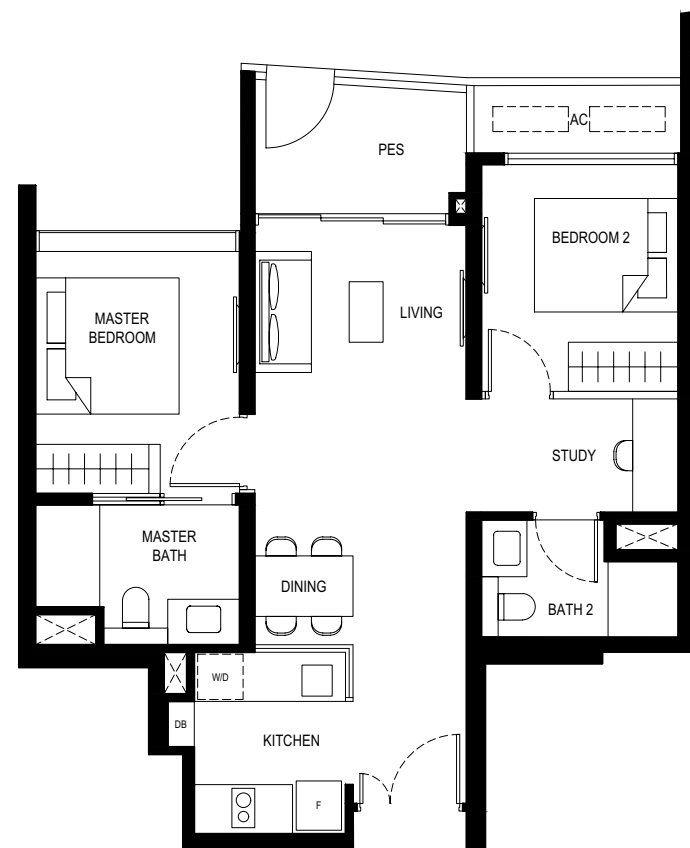 AC
PES
BEDROOM 2
MASTER
BEDROOM
LIVING
STUDY
MASTER
BATH
DINING
BATH 2
W/D
DB
KITCHEN
F